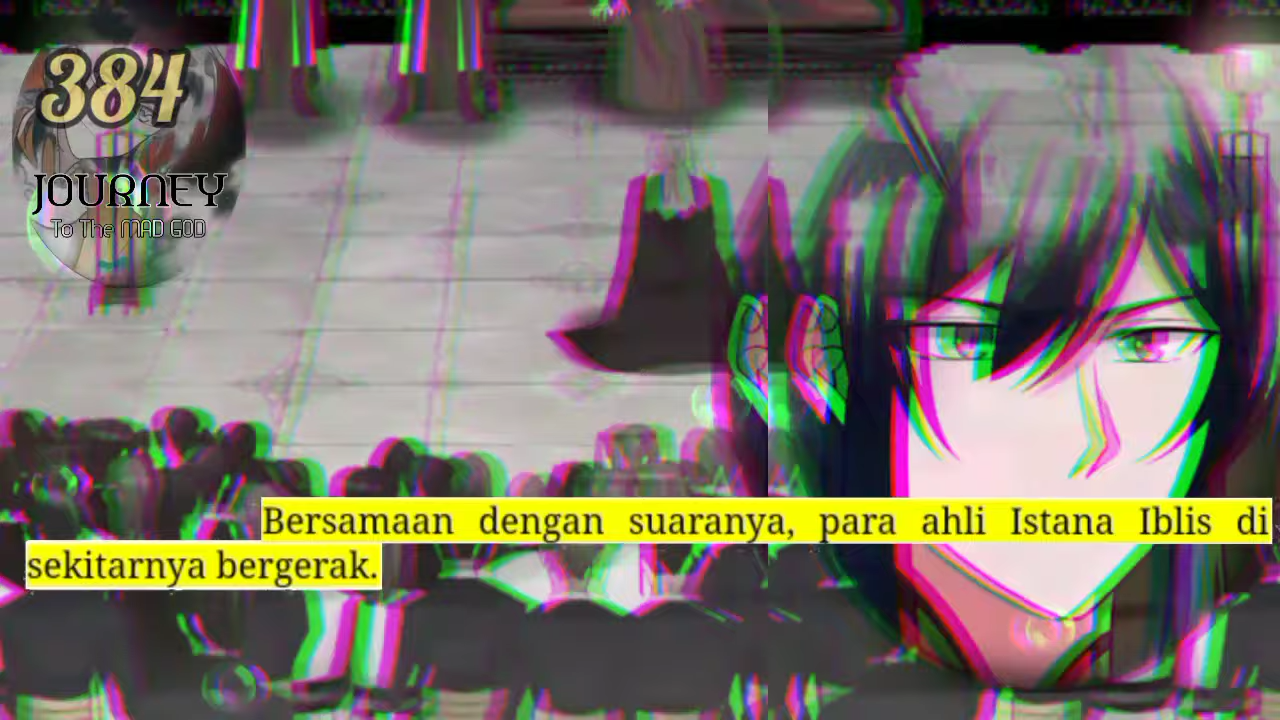 384
JOURNEY
To The MAD GOD
Bersamaan dengan suaranya, para ahli Istana Iblis di
sekitarnya bergerak.